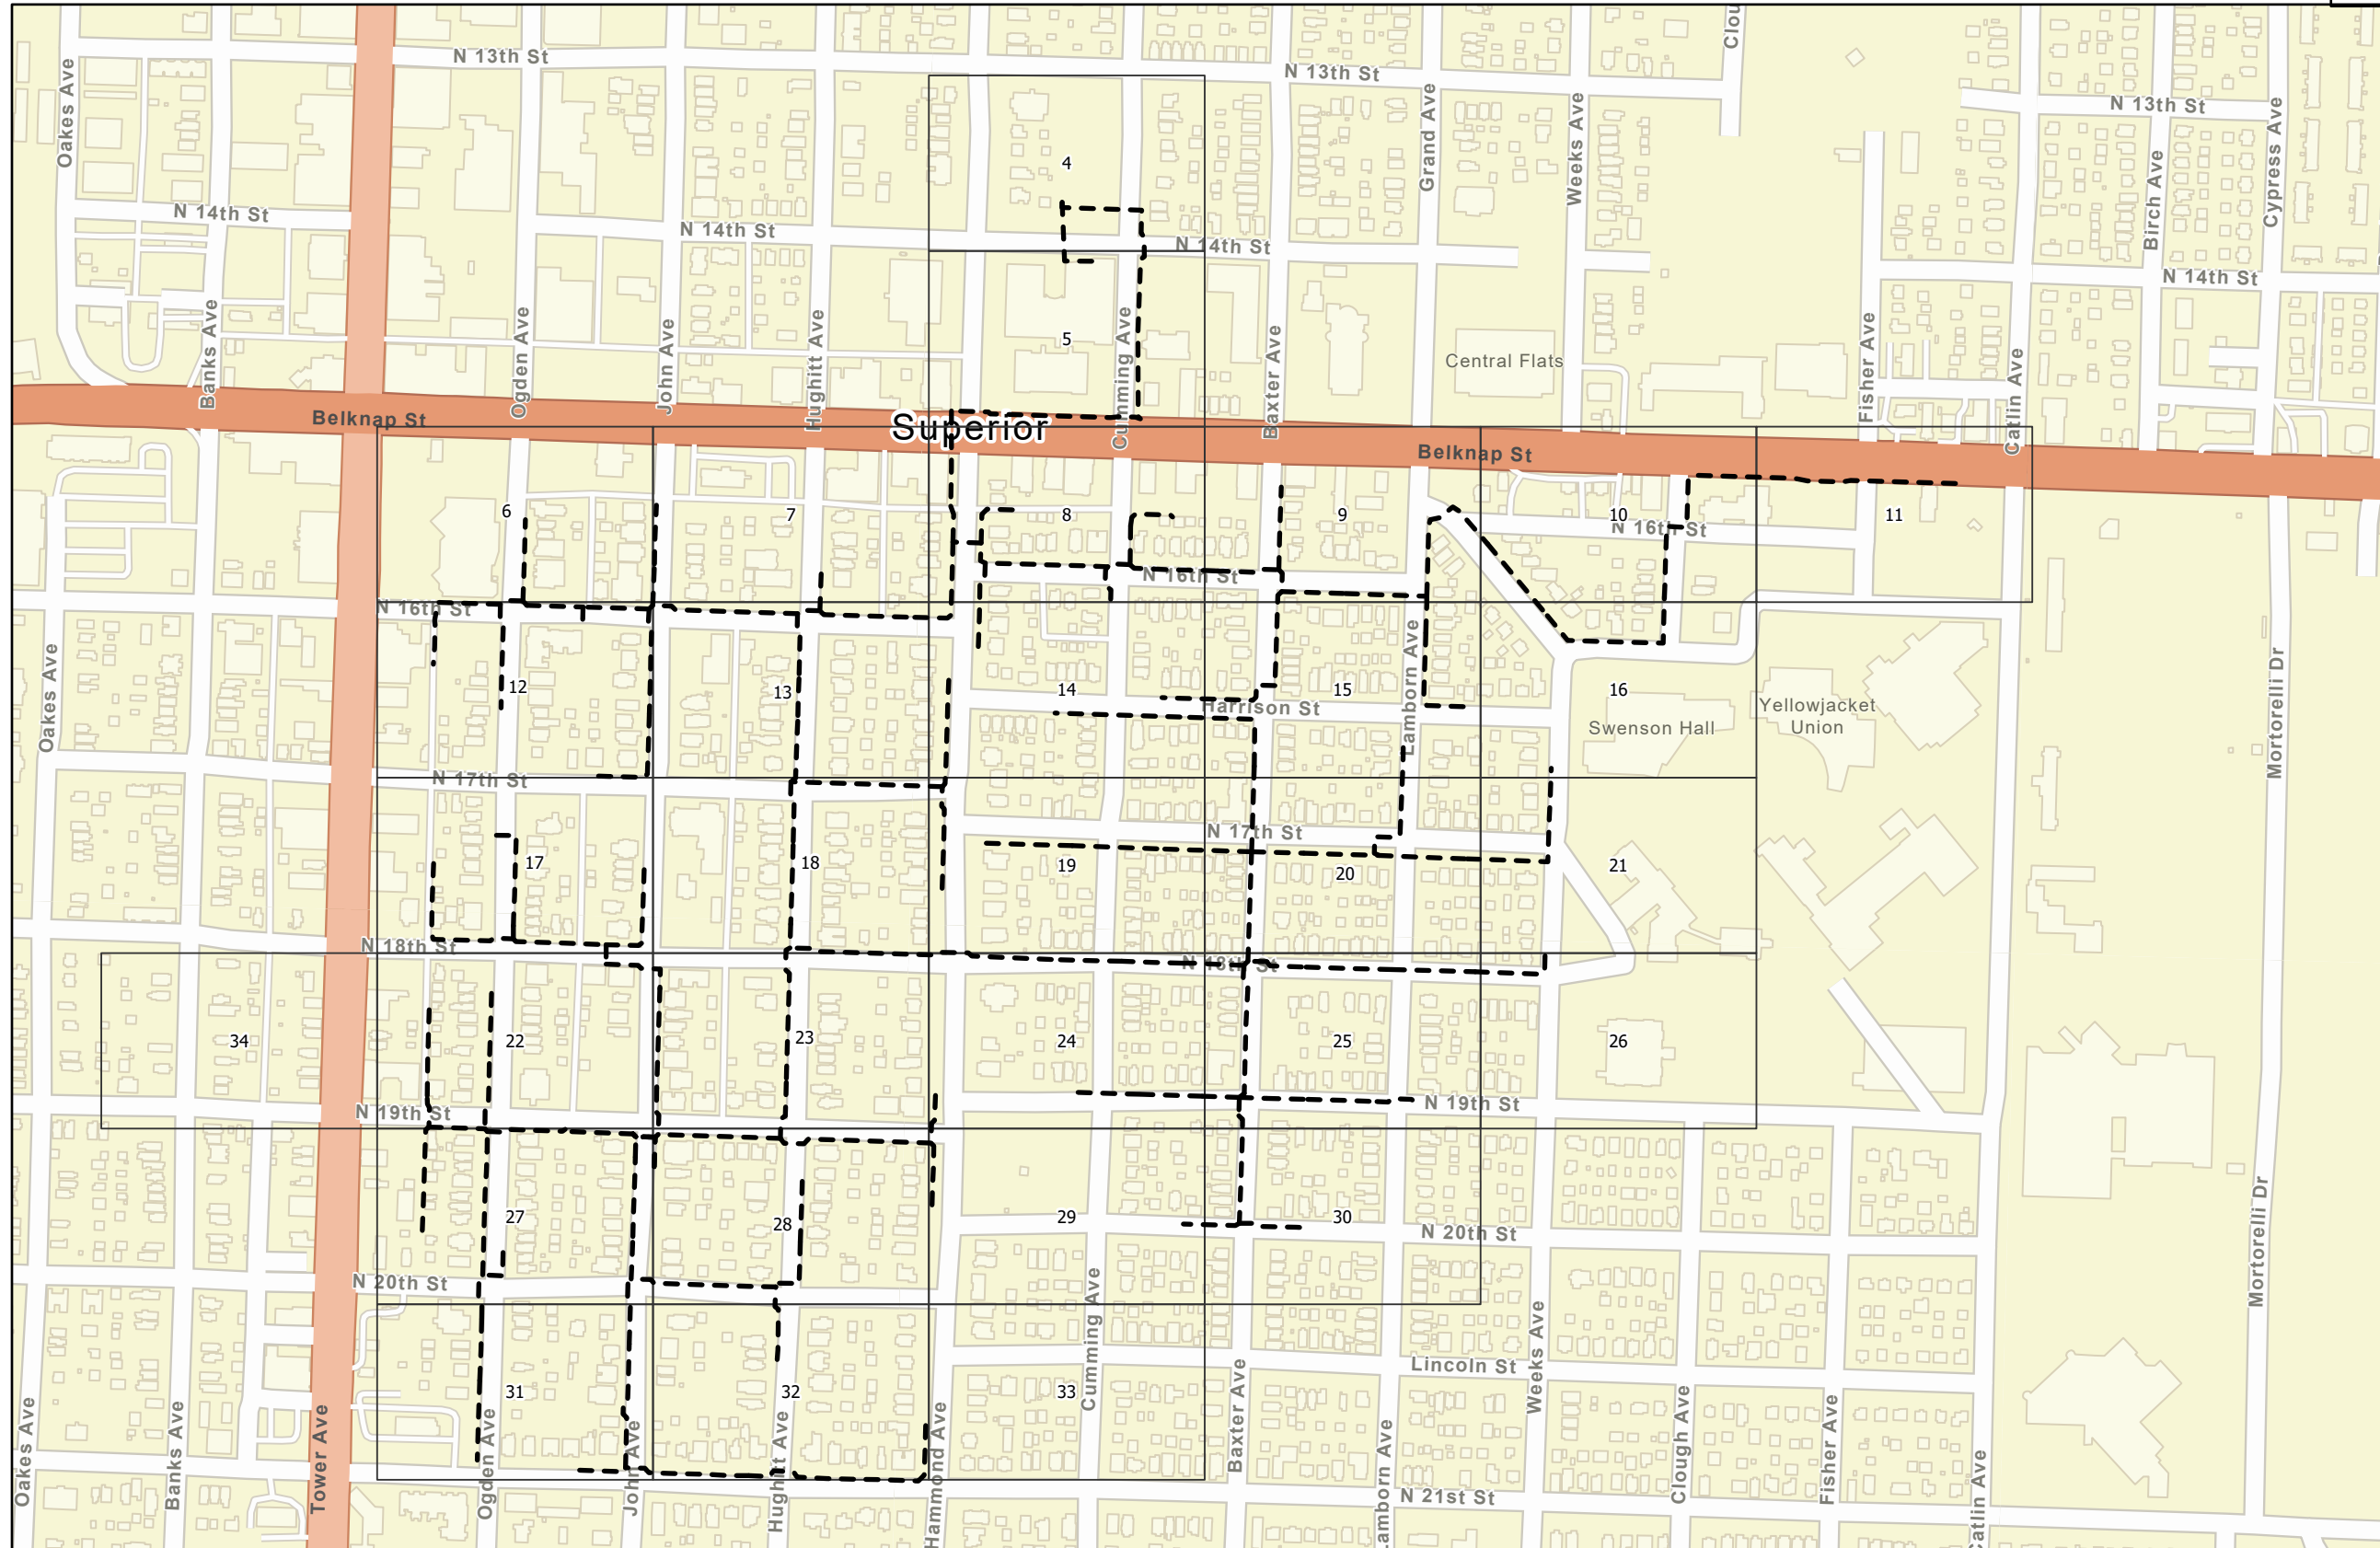 N 13th St
N 13th St
N 13th St
Clou
Oakes Ave
Grand Ave
Weeks Ave
Cypress Ave
Birch Ave
4
N 14th St
N 14th St
N 14th St
N 14th St
Banks Ave
Ogden Ave
John Ave
Hughitt Ave
5
Cumming Ave
Baxter Ave
Central Flats
Fisher Ave
Catlin Ave
Belknap St
Superior
Belknap St
6
7
8
9
10
11
N 16th St
N 16th St
N 16th St
Oakes Ave
12
13
14
15
16
Lamborn Ave
Harrison St
Swenson Hall
Yellowjacket
Union
Mortorelli Dr
N 17th St
N 17th St
17
18
19
20
21
N 18th St
N 18th St
34
22
23
24
25
26
N 19th St
N 19th St
27
28
29
30
N 20th St
N 20th St
Mortorelli Dr
31
32
33
Lincoln St
Cumming Ave
Weeks Ave
Oakes Ave
Banks Ave
Tower Ave
Ogden Ave
John Ave
Hughitt Ave
Hammond Ave
Baxter Ave
Lamborn Ave
Clough Ave
Fisher Ave
Catlin Ave
N 21st St